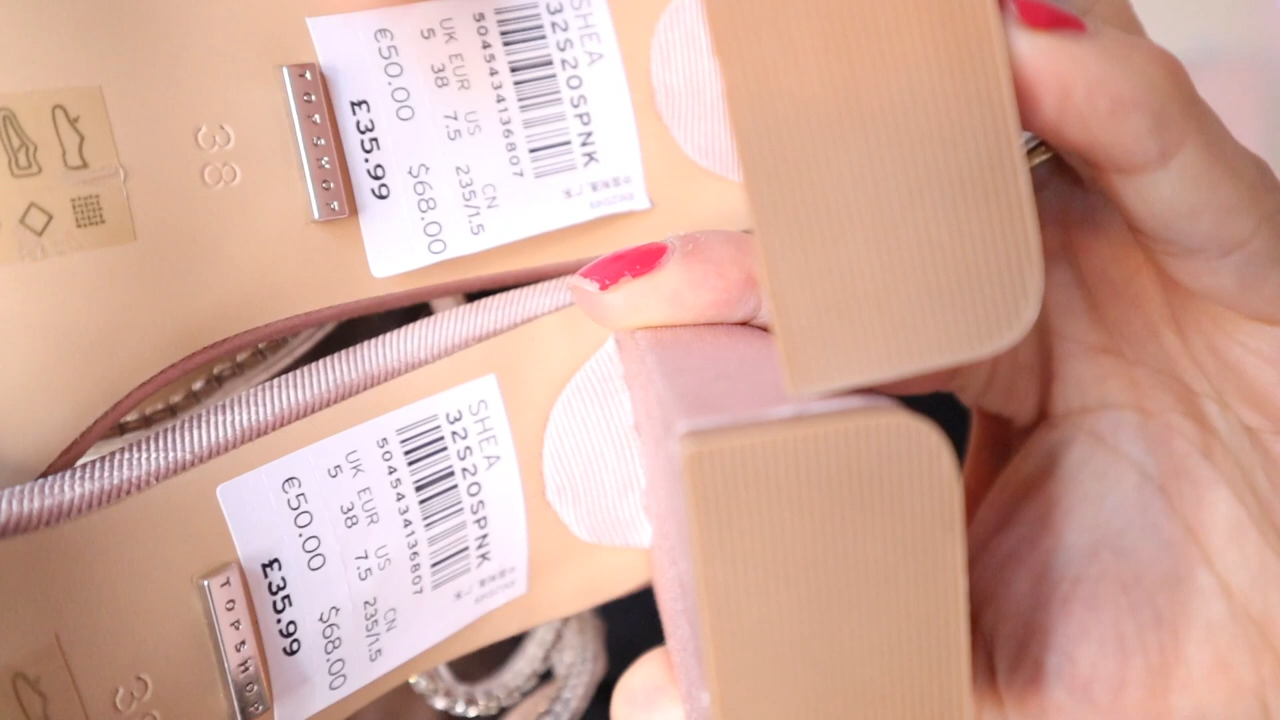 SHEA
32S20SPNK
5045434136807
UK EUR US CN
5 38 7.5 235/1.5
€50.00 $68.00
£35.99
TOPSHOP
38
SHEA
32S20SPNK
5045434136807
UK EUR US CN
5 38 7.5 235/1.5
€50.00 $68.00
£35.99
TOPSHOP